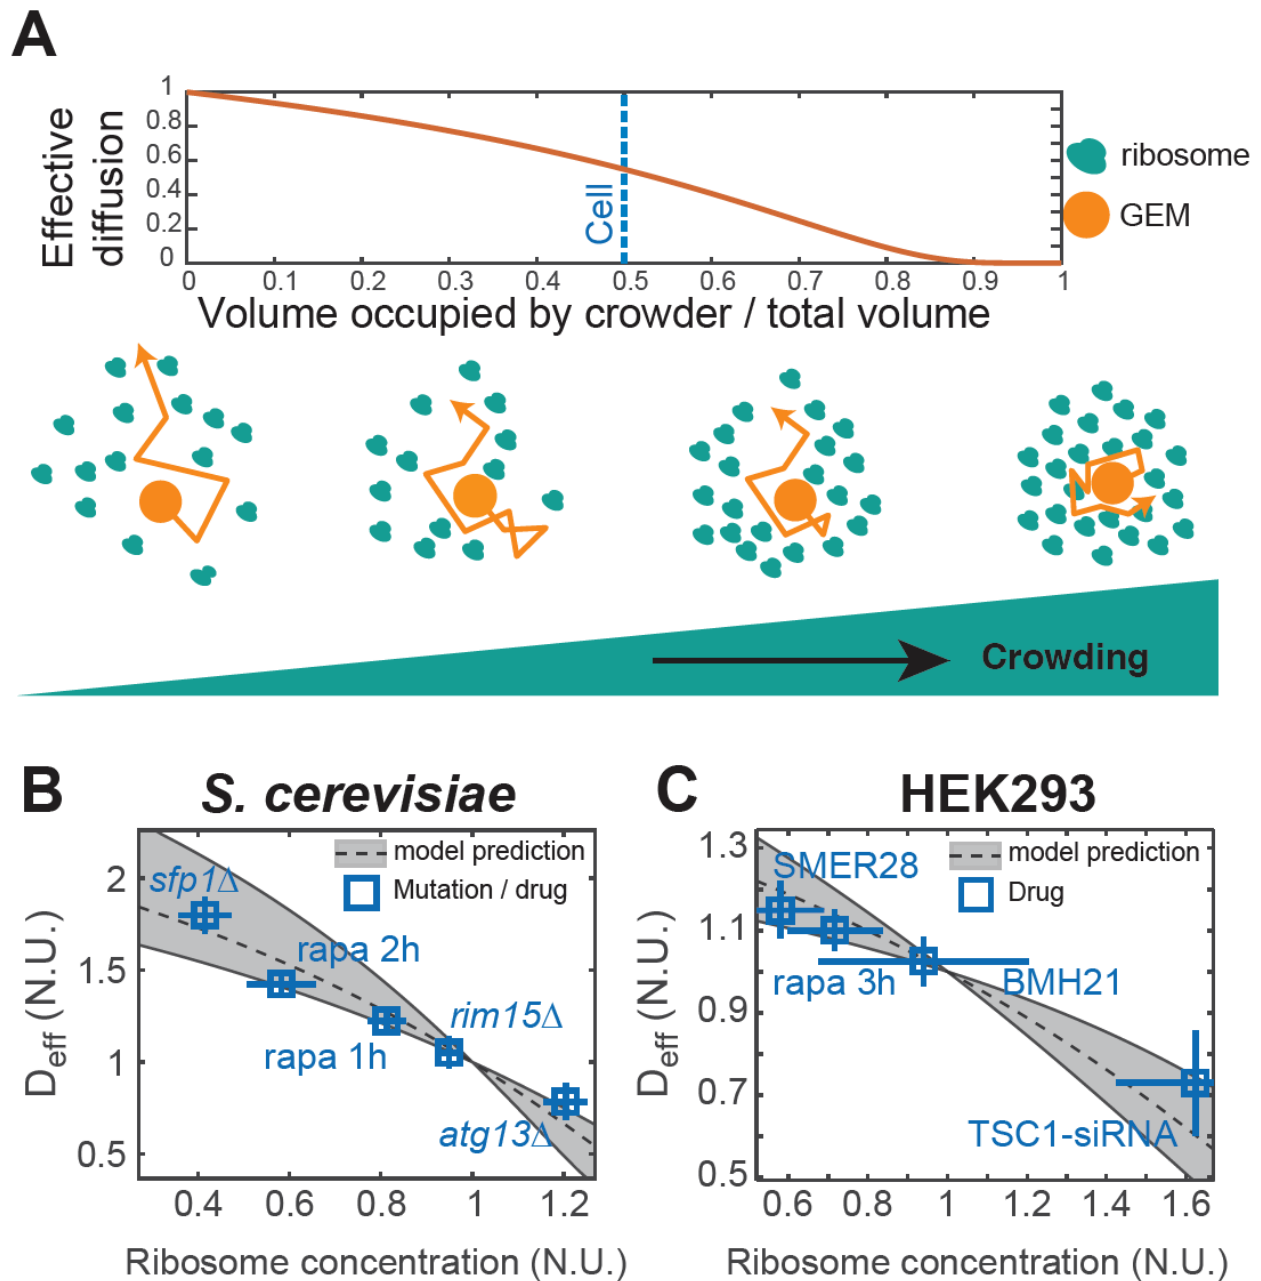 A
Effective
diffusion
1
0.8
0.6
0.4
0.2
0
Cell
ribosome
GEM
0 0.1 0.2 0.3 0.4 0.5 0.6 0.7 0.8 0.9 1
Volume occupied by crowder / total volume
Crowding
B
S. cerevisiae
model prediction
Mutation / drug
sfp1Δ
rapa 2h
rapa 1h
rim15Δ
atg13Δ
D_eff (N.U.)
2
1.5
1
0.5
0.4 0.6 0.8 1 1.2
Ribosome concentration (N.U.)
C
HEK293
model prediction
Drug
SMER28
rapa 3h
BMH21
TSC1-siRNA
D_eff (N.U.)
1.3
1.1
0.9
0.7
0.5
0.6 0.8 1 1.2 1.4 1.6
Ribosome concentration (N.U.)